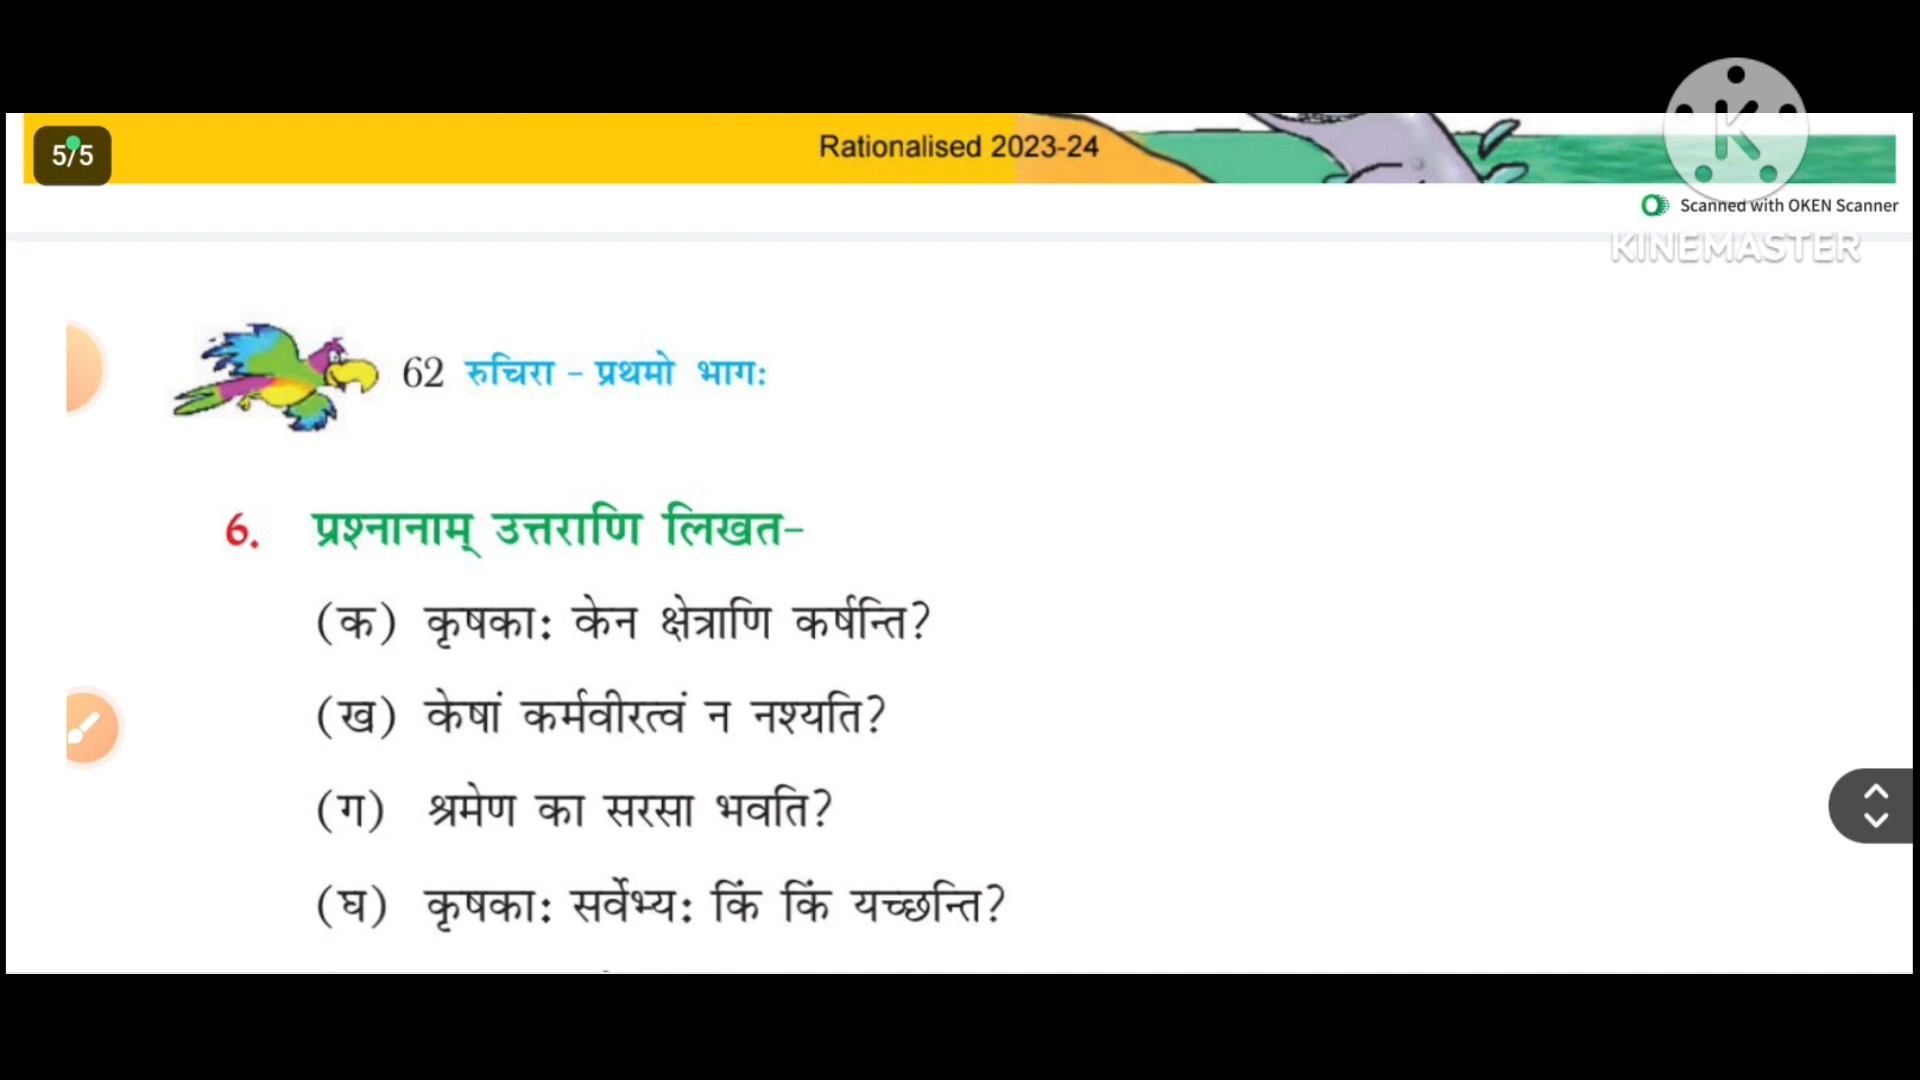 Rationalised 2023-24
5/5
K
Scanned with OKEN Scanner
KINEMASTER
62 रुचिरा - प्रथमो भागः
6. प्रश्नानाम् उत्तराणि लिखत-
(क) कृषकाः केन क्षेत्राणि कर्षन्ति?
(ख) केषां कर्मवीरत्वं न नश्यति?
(ग) श्रमेण का सरसा भवति?
(घ) कृषकाः सर्वेभ्यः किं किं यच्छन्ति?